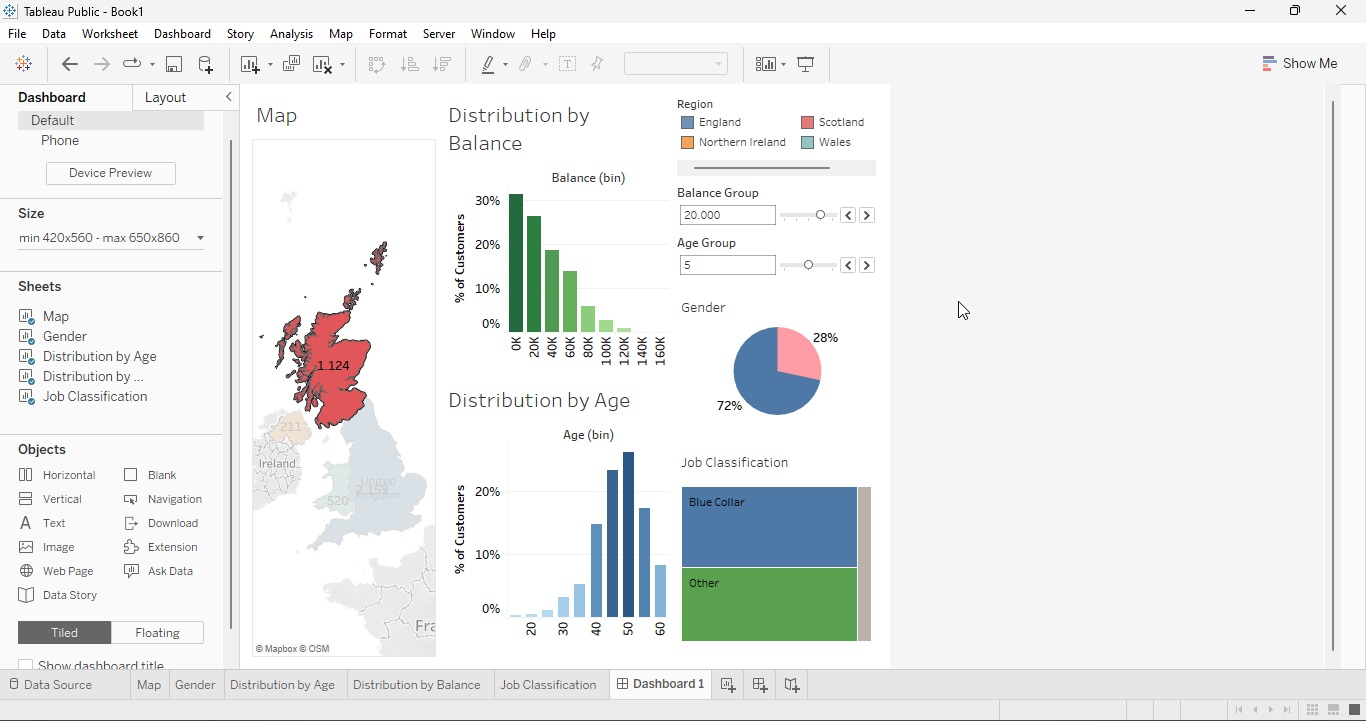 Tableau Public - Book1
File Data Worksheet Dashboard Story Analysis Map Format Server Window Help
Show Me
Dashboard Layout
Default
Phone
Device Preview
Size
min 420x560 - max 650x860
Sheets
Map
Gender
Distribution by Age
Distribution by ...
Job Classification
Objects
Horizontal Blank
Vertical Navigation
Text Download
Image Extension
Web Page Ask Data
Data Story
Tiled Floating
Show dashboard title
Map
1.124
211
Ireland
United
Kingdom
520
Fra
© Mapbox © OSM
Distribution by
Balance
Balance (bin)
% of Customers
30%
20%
10%
0%
0K 20K 40K 60K 80K 100K 120K 140K 160K
Distribution by Age
Age (bin)
% of Customers
20%
10%
0%
20 30 40 50 60
Region
England Scotland
Northern Ireland Wales
Balance Group
20.000
Age Group
5
Gender
28%
72%
Job Classification
Blue Collar
Other
Data Source Map Gender Distribution by Age Distribution by Balance Job Classification Dashboard 1